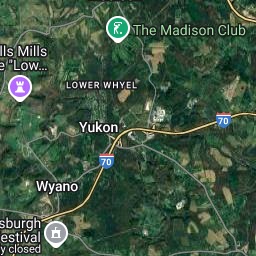 The Madison Club
lls Mills
e "Low...
LOWER WHYEL
Yukon
70
70
Wyano
sburgh
estival
y closed